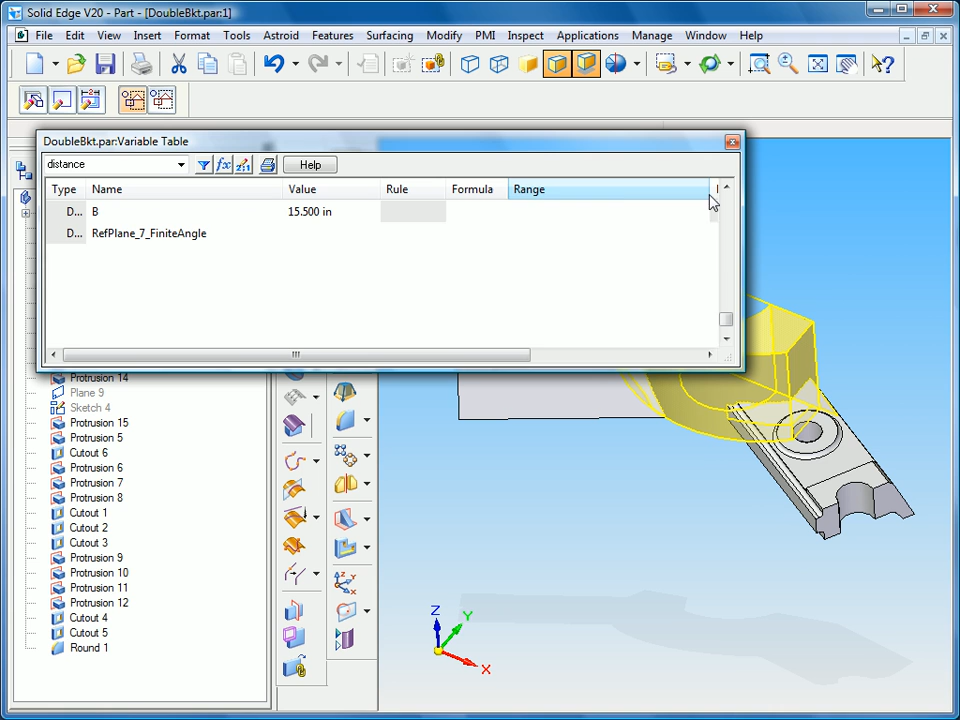 Solid Edge V20 - Part - [DoubleBkt.par:1]
File Edit View Insert Format Tools Astroid Features Surfacing Modify PMI Inspect Applications Manage Window Help
DoubleBkt.par:Variable Table
distance Help
Type Name Value Rule Formula Range
D... B 15.500 in
D... RefPlane_7_FiniteAngle
Protrusion 14
Plane 9
Sketch 4
Protrusion 15
Protrusion 5
Cutout 6
Protrusion 6
Protrusion 7
Protrusion 8
Cutout 1
Cutout 2
Cutout 3
Protrusion 9
Protrusion 10
Protrusion 11
Protrusion 12
Cutout 4
Cutout 5
Round 1
Z
Y
X